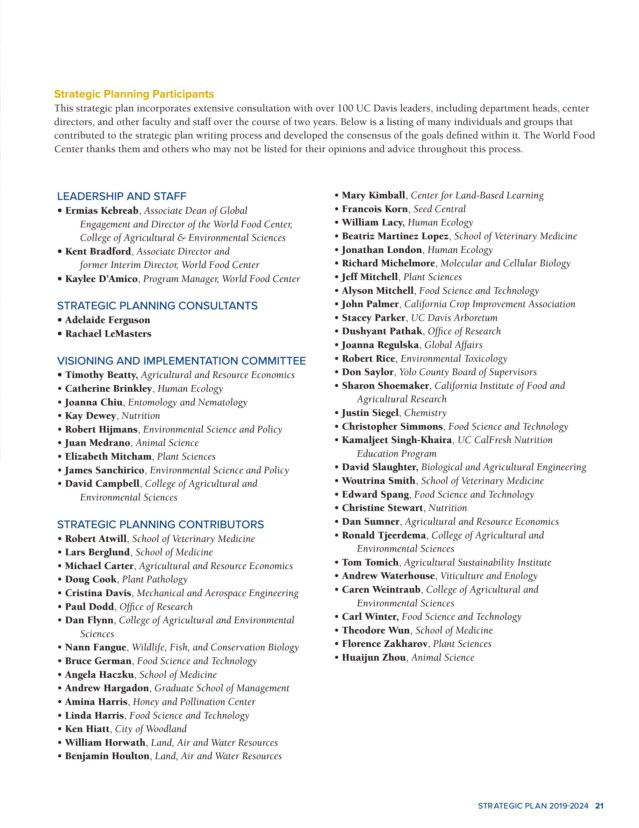 Strategic Planning Participants
This strategic plan incorporates extensive consultation with over 100 UC Davis leaders, including department heads, center
directors, and other faculty and staff over the course of two years. Below is a listing of many individuals and groups that
contributed to the strategic plan writing process and developed the consensus of the goals defined within it. The World Food
Center thanks them and others who may not be listed for their opinions and advice throughout this process.
LEADERSHIP AND STAFF
• Ermias Kebreab, Associate Dean of Global
Engagement and Director of the World Food Center,
College of Agricultural & Environmental Sciences
• Kent Bradford, Associate Director and
former Interim Director, World Food Center
• Kaylee D'Amico, Program Manager, World Food Center
STRATEGIC PLANNING CONSULTANTS
• Adelaide Ferguson
• Rachael LeMasters
VISIONING AND IMPLEMENTATION COMMITTEE
• Timothy Beatty, Agricultural and Resource Economics
• Catherine Brinkley, Human Ecology
• Joanna Chiu, Entomology and Nematology
• Kay Dewey, Nutrition
• Robert Hijmans, Environmental Science and Policy
• Juan Medrano, Animal Science
• Elizabeth Mitcham, Plant Sciences
• James Sanchirico, Environmental Science and Policy
• David Campbell, College of Agricultural and
Environmental Sciences
STRATEGIC PLANNING CONTRIBUTORS
• Robert Atwill, School of Veterinary Medicine
• Lars Berglund, School of Medicine
• Michael Carter, Agricultural and Resource Economics
• Doug Cook, Plant Pathology
• Cristina Davis, Mechanical and Aerospace Engineering
• Paul Dodd, Office of Research
• Dan Flynn, College of Agricultural and Environmental
Sciences
• Nann Fangue, Wildlife, Fish, and Conservation Biology
• Bruce German, Food Science and Technology
• Angela Haczku, School of Medicine
• Andrew Hargadon, Graduate School of Management
• Amina Harris, Honey and Pollination Center
• Linda Harris, Food Science and Technology
• Ken Hiatt, City of Woodland
• William Horwath, Land, Air and Water Resources
• Benjamin Houlton, Land, Air and Water Resources
• Mary Kimball, Center for Land-Based Learning
• Francois Korn, Seed Central
• William Lacy, Human Ecology
• Beatriz Martinez Lopez, School of Veterinary Medicine
• Jonathan London, Human Ecology
• Richard Michelmore, Molecular and Cellular Biology
• Jeff Mitchell, Plant Sciences
• Alyson Mitchell, Food Science and Technology
• John Palmer, California Crop Improvement Association
• Stacey Parker, UC Davis Arboretum
• Dushyant Pathak, Office of Research
• Joanna Regulska, Global Affairs
• Robert Rice, Environmental Toxicology
• Don Saylor, Yolo County Board of Supervisors
• Sharon Shoemaker, California Institute of Food and
Agricultural Research
• Justin Siegel, Chemistry
• Christopher Simmons, Food Science and Technology
• Kamaljeet Singh-Khaira, UC CalFresh Nutrition
Education Program
• David Slaughter, Biological and Agricultural Engineering
• Woutrina Smith, School of Veterinary Medicine
• Edward Spang, Food Science and Technology
• Christine Stewart, Nutrition
• Dan Sumner, Agricultural and Resource Economics
• Ronald Tjeerdema, College of Agricultural and
Environmental Sciences
• Tom Tomich, Agricultural Sustainability Institute
• Andrew Waterhouse, Viticulture and Enology
• Caren Weintraub, College of Agricultural and
Environmental Sciences
• Carl Winter, Food Science and Technology
• Theodore Wun, School of Medicine
• Florence Zakharov, Plant Sciences
• Huaijun Zhou, Animal Science
STRATEGIC PLAN 2019-2024 21